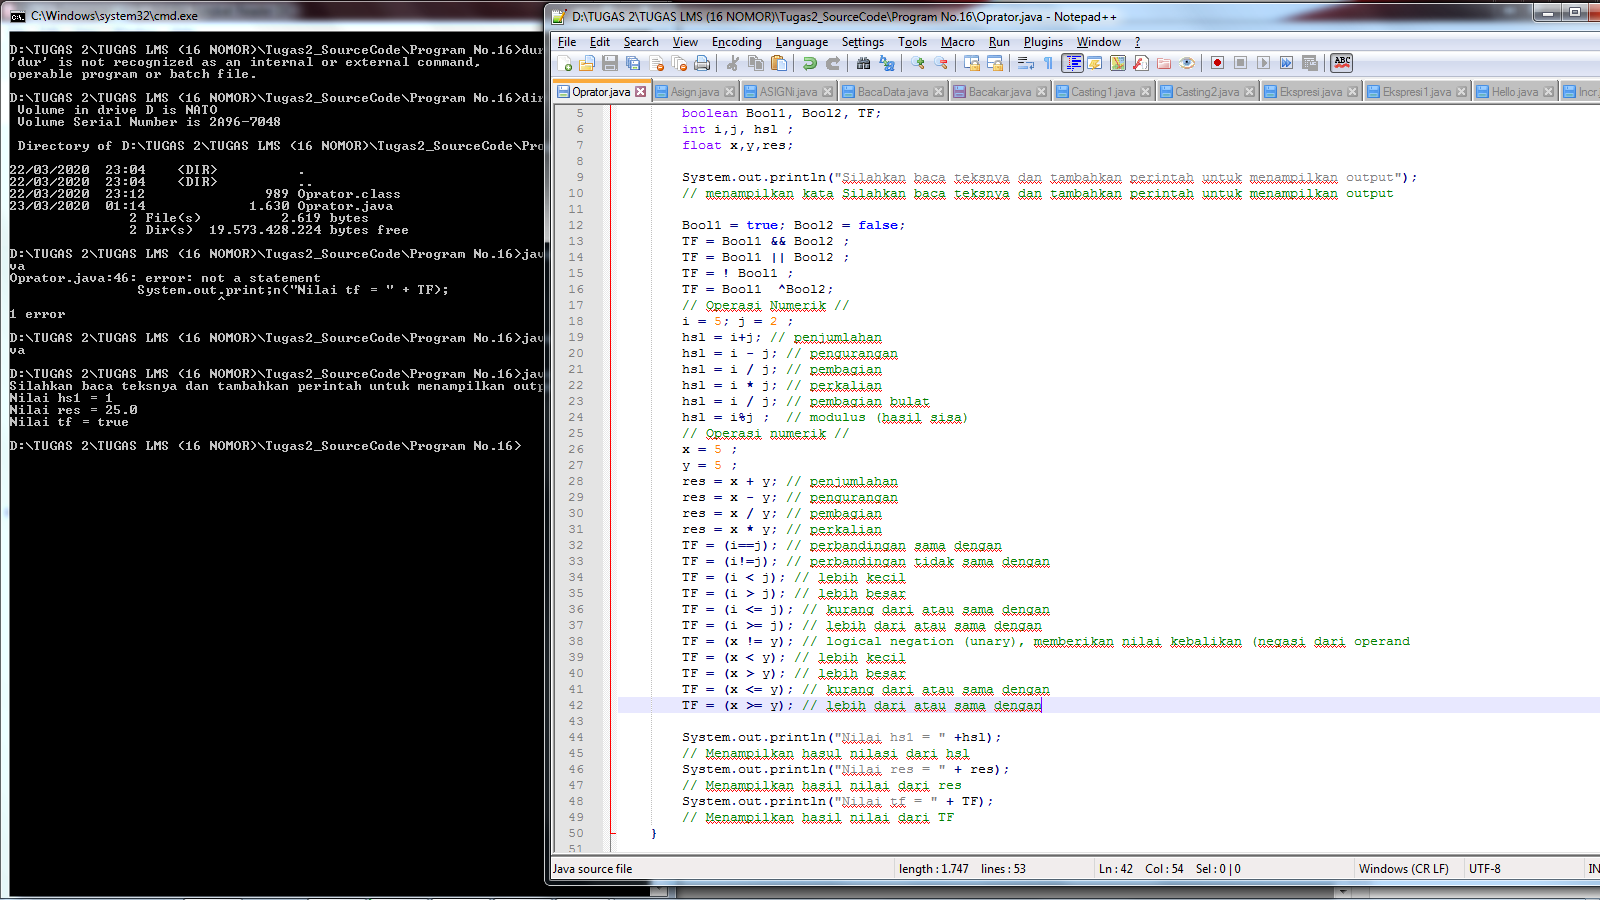 C:\Windows\system32\cmd.exe
D:\TUGAS 2\TUGAS LMS (16 NOMOR)\Tugas2_SourceCode\Program No.16>dur
'dur' is not recognized as an internal or external command,
operable program or batch file.
D:\TUGAS 2\TUGAS LMS (16 NOMOR)\Tugas2_SourceCode\Program No.16>dir
Volume in drive D is NATO
Volume Serial Number is 2A96-7048
Directory of D:\TUGAS 2\TUGAS LMS (16 NOMOR)\Tugas2_SourceCode\Pro
22/03/2020 23:04 <DIR> .
22/03/2020 23:04 <DIR> ..
22/03/2020 23:12 989 Oprator.class
23/03/2020 01:14 1.630 Oprator.java
2 File(s) 2.619 bytes
2 Dir(s) 19.573.428.224 bytes free
D:\TUGAS 2\TUGAS LMS (16 NOMOR)\Tugas2_SourceCode\Program No.16>jav
va
Oprator.java:46: error: not a statement
System.out.print;n("Nilai tf = " + TF);
^
1 error
D:\TUGAS 2\TUGAS LMS (16 NOMOR)\Tugas2_SourceCode\Program No.16>jav
va
D:\TUGAS 2\TUGAS LMS (16 NOMOR)\Tugas2_SourceCode\Program No.16>jav
Silahkan baca teksnya dan tambahkan perintah untuk menampilkan outp
Nilai hs1 = 1
Nilai res = 25.0
Nilai tf = true
D:\TUGAS 2\TUGAS LMS (16 NOMOR)\Tugas2_SourceCode\Program No.16>
D:\TUGAS 2\TUGAS LMS (16 NOMOR)\Tugas2_SourceCode\Program No.16\Oprator.java - Notepad++
File Edit Search View Encoding Language Settings Tools Macro Run Plugins Window ?
Oprator.java Asign.java ASIGNi.java BacaData.java Bacakar.java Casting1.java Casting2.java Ekspresi.java Ekspresi1.java Hello.java Incr.
5 boolean Bool1, Bool2, TF;
6 int i,j, hsl ;
7 float x,y,res;
8
9 System.out.println("Silahkan baca teksnya dan tambahkan perintah untuk menampilkan output");
10 // menampilkan kata Silahkan baca teksnya dan tambahkan perintah untuk menampilkan output
11
12 Bool1 = true; Bool2 = false;
13 TF = Bool1 && Bool2 ;
14 TF = Bool1 || Bool2 ;
15 TF = ! Bool1 ;
16 TF = Bool1  ^Bool2;
17 // Operasi Numerik //
18 i = 5; j = 2 ;
19 hsl = i+j; // penjumlahan
20 hsl = i - j; // pengurangan
21 hsl = i / j; // pembagian
22 hsl = i * j; // perkalian
23 hsl = i / j; // pembagian bulat
24 hsl = i%j ;  // modulus (hasil sisa)
25 // Operasi numerik //
26 x = 5 ;
27 y = 5 ;
28 res = x + y; // penjumlahan
29 res = x - y; // pengurangan
30 res = x / y; // pembagian
31 res = x * y; // perkalian
32 TF = (i==j); // perbandingan sama dengan
33 TF = (i!=j); // perbandingan tidak sama dengan
34 TF = (i < j); // lebih kecil
35 TF = (i > j); // lebih besar
36 TF = (i <= j); // kurang dari atau sama dengan
37 TF = (i >= j); // lebih dari atau sama dengan
38 TF = (x != y); // logical negation (unary), memberikan nilai kebalikan (negasi dari operand
39 TF = (x < y); // lebih kecil
40 TF = (x > y); // lebih besar
41 TF = (x <= y); // kurang dari atau sama dengan
42 TF = (x >= y); // lebih dari atau sama dengan
43
44 System.out.println("Nilai hs1 = " +hsl);
45 // Menampilkan hasul nilasi dari hsl
46 System.out.println("Nilai res = " + res);
47 // Menampilkan hasil nilai dari res
48 System.out.println("Nilai tf = " + TF);
49 // Menampilkan hasil nilai dari TF
50 }
51
Java source file length : 1.747 lines : 53 Ln : 42 Col : 54 Sel : 0 | 0 Windows (CR LF) UTF-8 IN